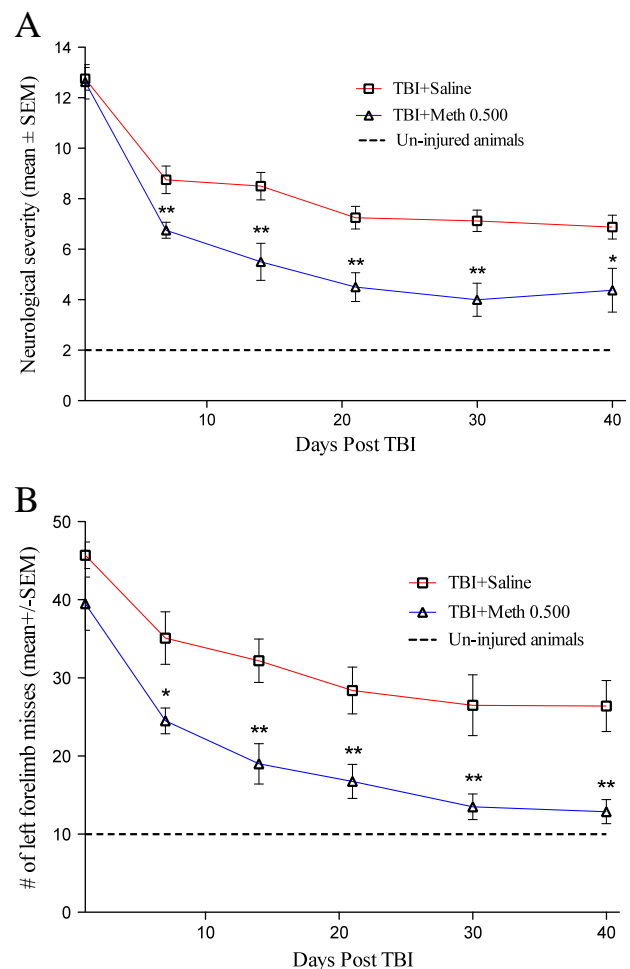 A
14
12
10
8
6
4
2
0
Neurological severity (mean ± SEM)
TBI+Saline
TBI+Meth 0.500
Un-injured animals
**
**
**
**
*
10
20
30
40
Days Post TBI
B
50
40
30
20
10
0
# of left forelimb misses (mean+/-SEM)
TBI+Saline
TBI+Meth 0.500
Un-injured animals
*
**
**
**
**
10
20
30
40
Days Post TBI